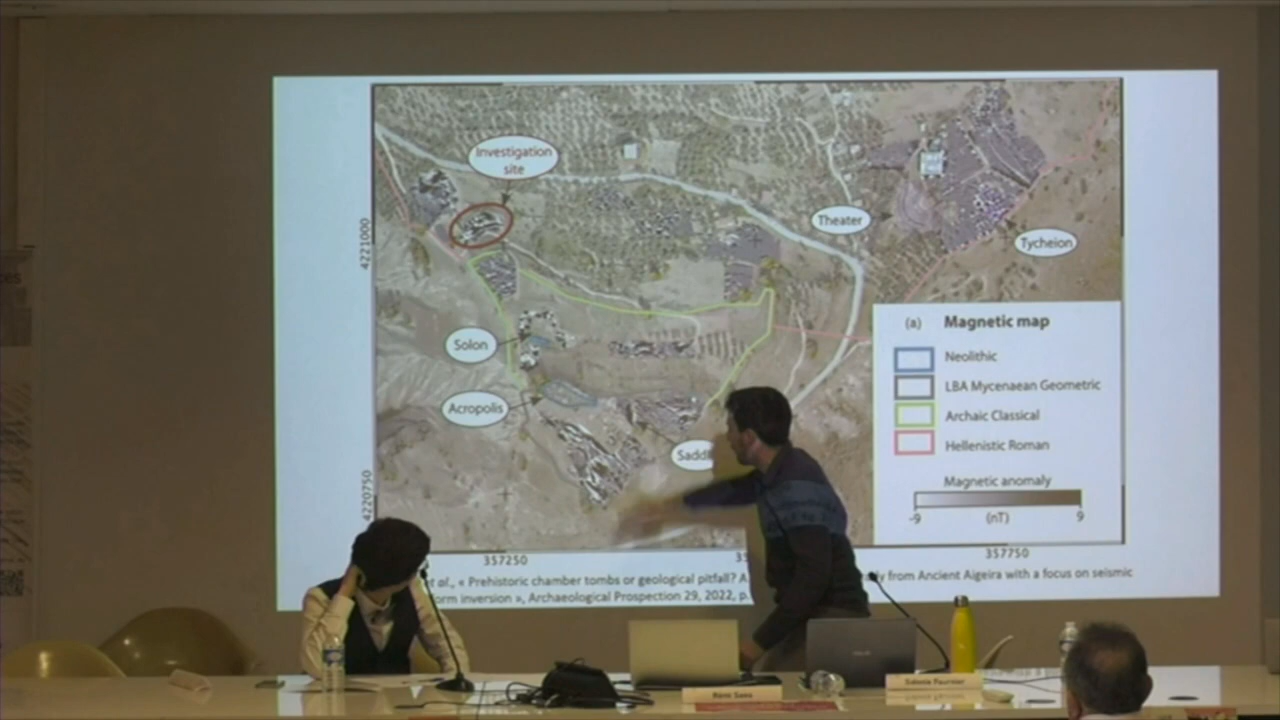 Investigation
site
Theater
Tycheion
4221000
Solon
Acropolis
4220750
(a) Magnetic map
Neolithic
LBA Mycenaean Geometric
Archaic Classical
Hellenistic Roman
Magnetic anomaly
-9 (nT) 9
357250
357750
al., « Prehistoric chamber tombs or geological pitfall? A
from Ancient Aigeira with a focus on seismic
form inversion », Archaeological Prospection 29, 2022, p.